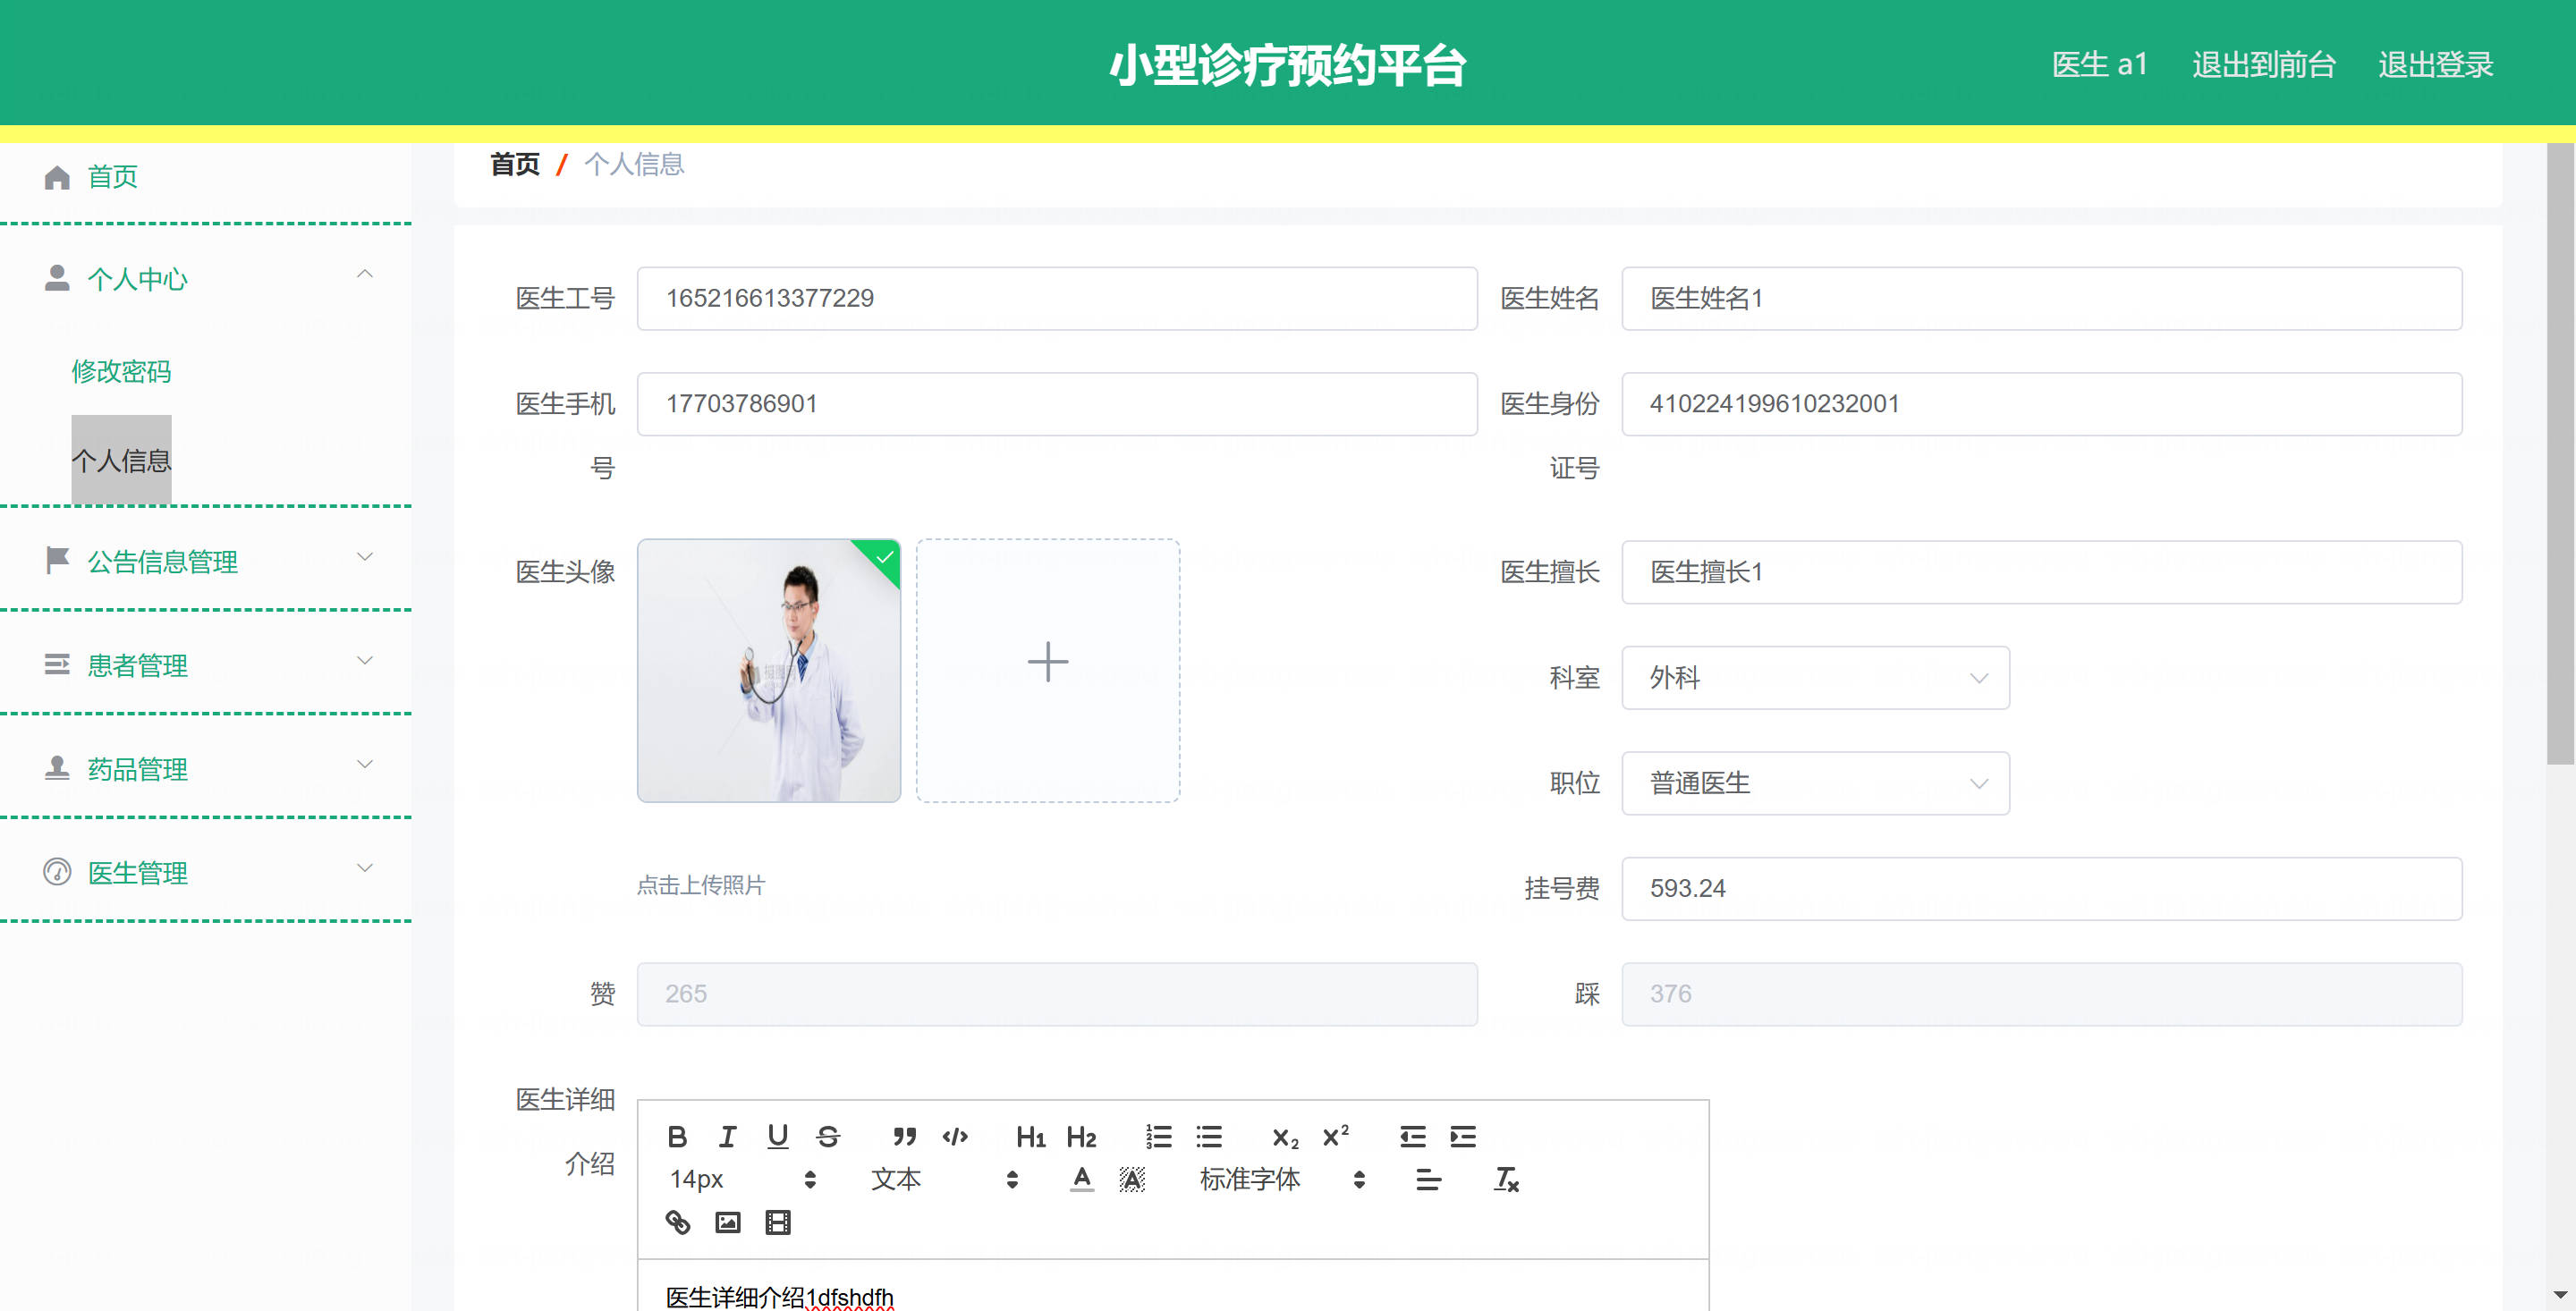 小型诊疗预约平台
医生 a1 退出到前台 退出登录
首页
个人中心
修改密码
个人信息
公告信息管理
患者管理
药品管理
医生管理
首页 / 个人信息
医生工号 165216613377229
医生姓名 医生姓名1
医生手机号 17703786901
医生身份证号 410224199610232001
医生头像
点击上传照片
医生擅长 医生擅长1
科室 外科
职位 普通医生
挂号费 593.24
赞 265
踩 376
医生详细介绍
B I U S ” </> H1 H2 X2 X2
14px 文本 A A 标准字体 Tx
医生详细介绍1dfshdfh